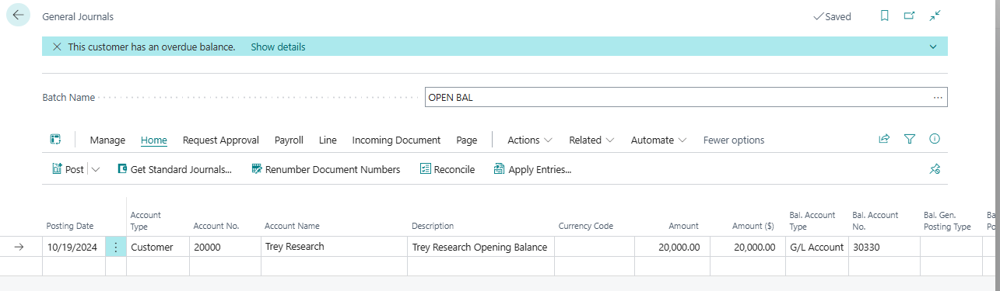 General Journals
Saved
This customer has an overdue balance. Show details
Batch Name
OPEN BAL
Manage Home Request Approval Payroll Line Incoming Document Page Actions Related Automate Fewer options
Post Get Standard Journals... Renumber Document Numbers Reconcile Apply Entries...
Posting Date Account Type Account No. Account Name Description Currency Code Amount Amount ($) Bal. Account Type Bal. Account No. Bal. Gen. Posting Type Ba Po
10/19/2024 Customer 20000 Trey Research Trey Research Opening Balance 20,000.00 20,000.00 G/L Account 30330